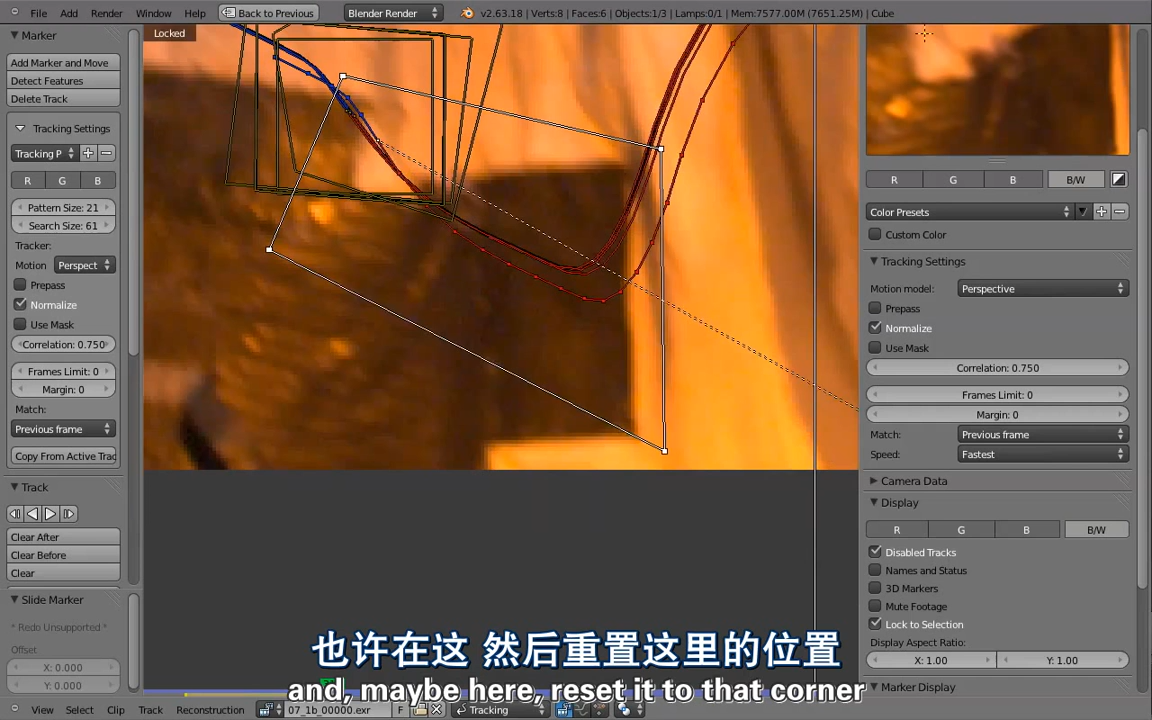 File Add Render Window Help Back to Previous Blender Render v2.63.18 | Verts:8 | Faces:6 | Objects:1/3 | Lamps:0/1 | Mem:7577.00M (7651.25M) | Cube
Marker
Add Marker and Move
Detect Features
Delete Track
Tracking Settings
Tracking P
R G B
Pattern Size: 21
Search Size: 61
Tracker:
Motion Perspect
Prepass
Normalize
Use Mask
Correlation: 0.750
Frames Limit: 0
Margin: 0
Match:
Previous frame
Copy From Active Trac
Track
Clear After
Clear Before
Clear
Slide Marker
* Redo Unsupported *
Offset
X: 0.000
Y: 0.000
Locked
R G B B/W
Color Presets
Custom Color
Tracking Settings
Motion model: Perspective
Prepass
Normalize
Use Mask
Correlation: 0.750
Frames Limit: 0
Margin: 0
Match: Previous frame
Speed: Fastest
Camera Data
Display
R G B B/W
Disabled Tracks
Names and Status
3D Markers
Mute Footage
Lock to Selection
Display Aspect Ratio:
X: 1.00 Y: 1.00
Marker Display
也许在这 然后重置这里的位置
and, maybe here, reset it to that corner
View Select Clip Track Reconstruction 07_1b_00000.exr F Tracking